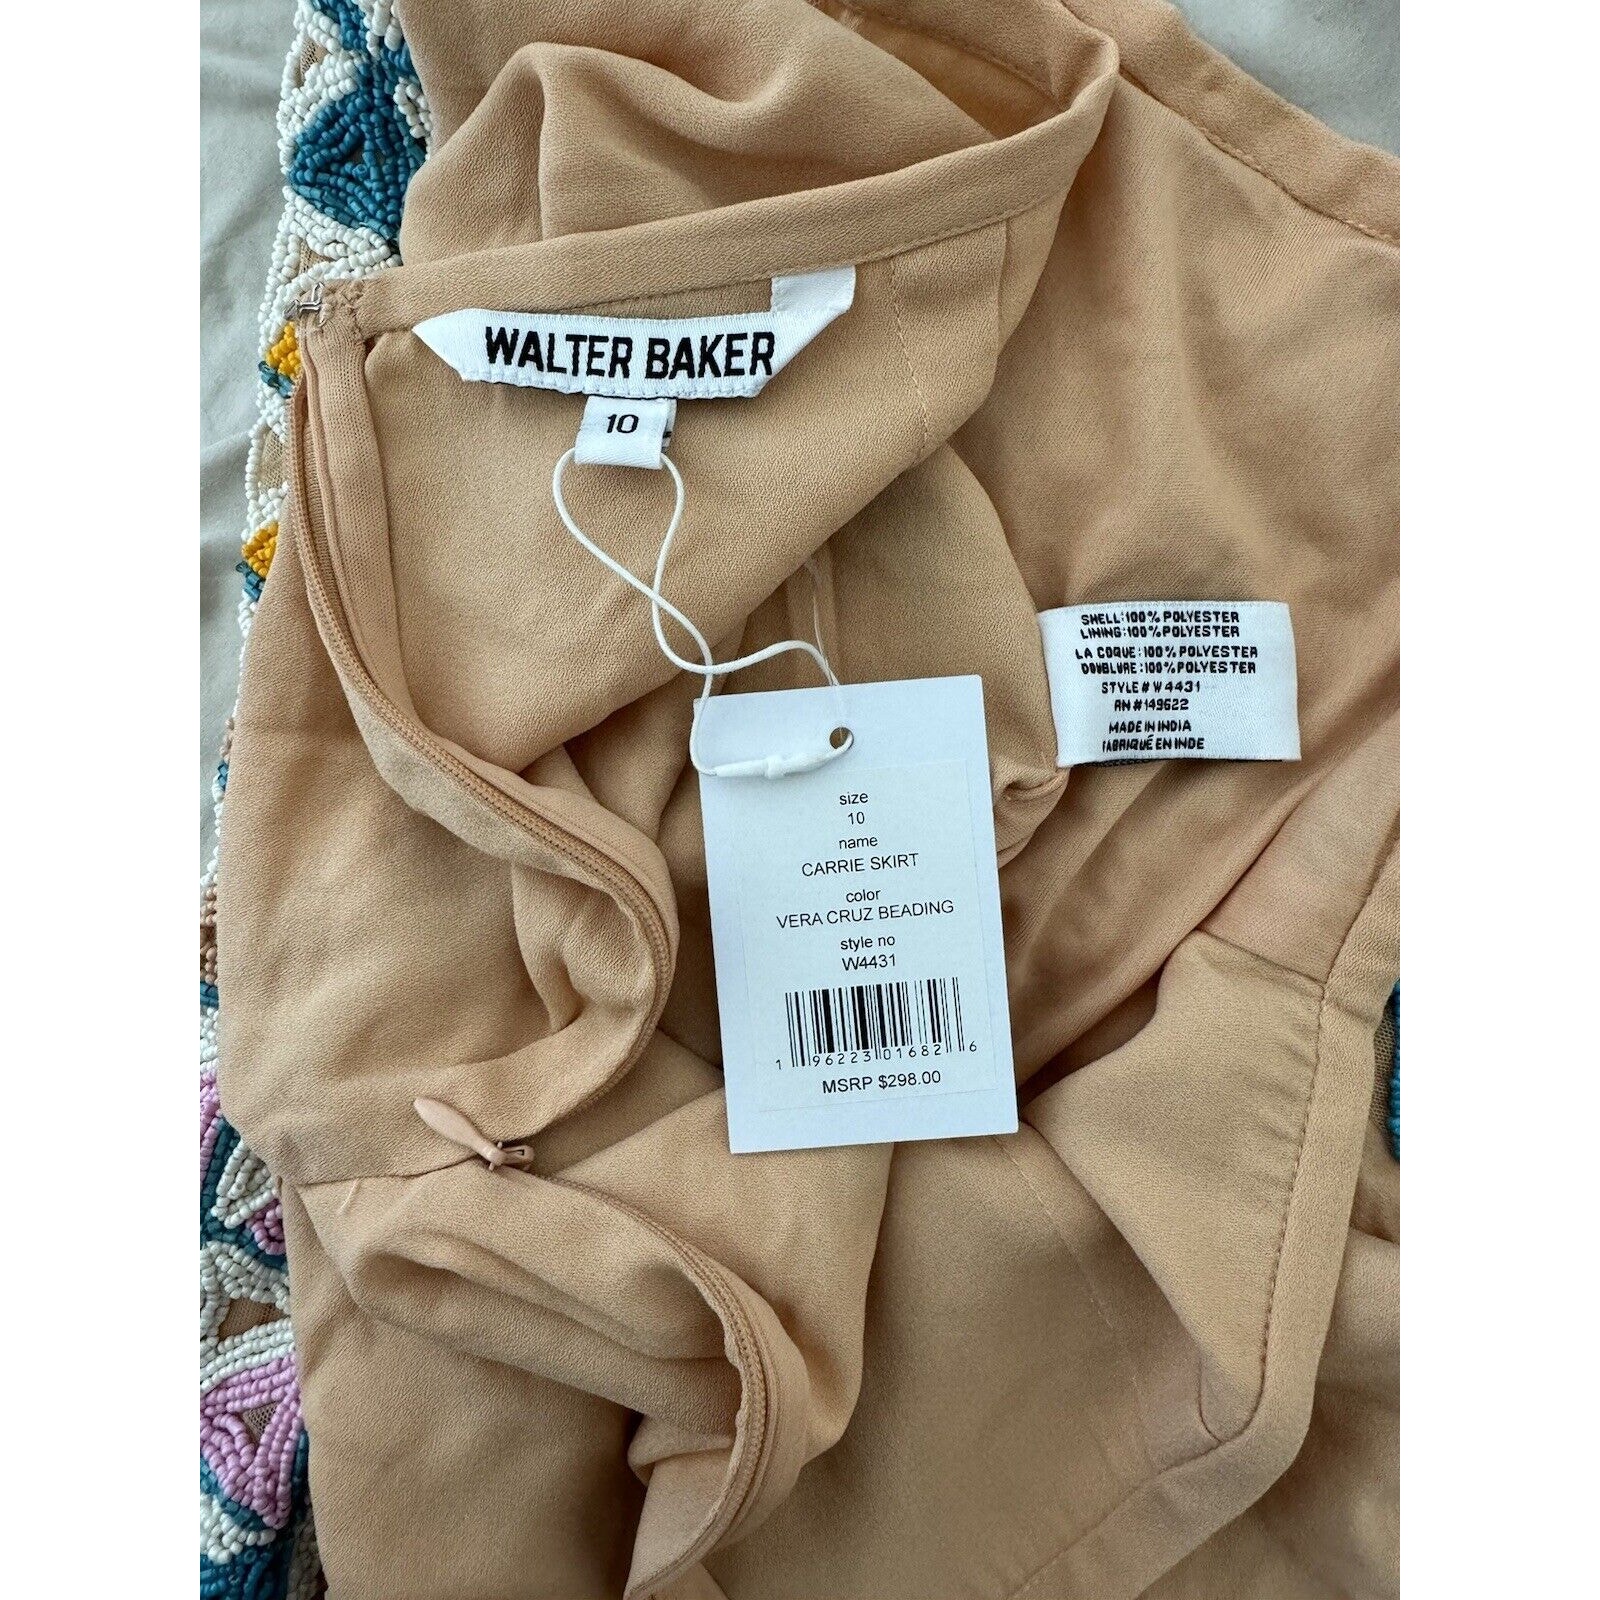 WALTER BAKER
10
SHELL:100% POLYESTER
LINING:100% POLYESTER
LA COQUE:100% POLYESTER
DOUBLURE:100% POLYESTER
STYLE# W4431
RN #149622
MADE IN INDIA
FABRIQUÉ EN INDE
size
10
name
CARRIE SKIRT
color
VERA CRUZ BEADING
style no
W4431
1 96223 01682 6
MSRP $298.00